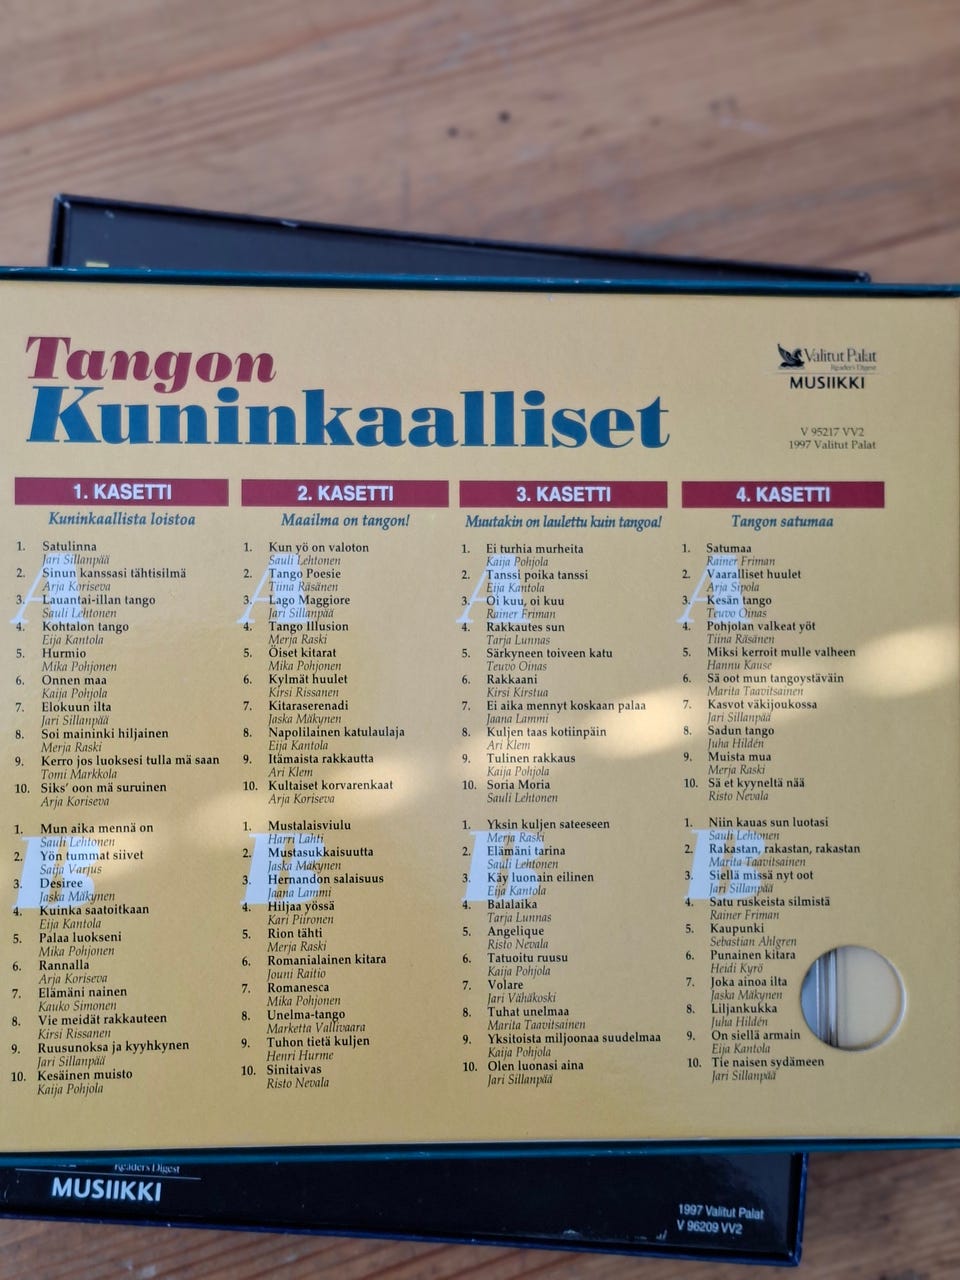 Tangon
Kuninkaalliset
Valitut Palat
Reader's Digest
MUSIIKKI
V 95217 VV2
1997 Valitut Palat
1. KASETTI
Kuninkaallista loistoa
A
1. Satulinna
Jari Sillanpää
2. Sinun kanssasi tähtisilmä
Arja Koriseva
3. Lauantai-illan tango
Sauli Lehtonen
4. Kohtalon tango
Eija Kantola
5. Hurmio
Mika Pohjonen
6. Onnen maa
Kaija Pohjola
7. Elokuun ilta
Jari Sillanpää
8. Soi maininki hiljainen
Merja Raski
9. Kerro jos luoksesi tulla mä saan
Tomi Markkola
10. Siks' oon mä suruinen
Arja Koriseva
B
1. Mun aika mennä on
Sauli Lehtonen
2. Yön tummat siivet
Saija Varjus
3. Desiree
Jaska Mäkynen
4. Kuinka saatoitkaan
Eija Kantola
5. Palaa luokseni
Mika Pohjonen
6. Rannalla
Arja Koriseva
7. Elämäni nainen
Kauko Simonen
8. Vie meidät rakkauteen
Kirsi Rissanen
9. Ruusunoksa ja kyyhkynen
Jari Sillanpää
10. Kesäinen muisto
Kaija Pohjola
2. KASETTI
Maailma on tangon!
A
1. Kun yö on valoton
Sauli Lehtonen
2. Tango Poesie
Tiina Räsänen
3. Lago Maggiore
Jari Sillanpää
4. Tango Illusion
Merja Raski
5. Öiset kitarat
Mika Pohjonen
6. Kylmät huulet
Kirsi Rissanen
7. Kitaraserenadi
Jaska Mäkynen
8. Napolilainen katulaulaja
Eija Kantola
9. Itämaista rakkautta
Ari Klem
10. Kultaiset korvarenkaat
Arja Koriseva
B
1. Mustalaisviulu
Harri Lahti
2. Mustasukkaisuutta
Jaska Mäkynen
3. Hernandon salaisuus
Jaana Lammi
4. Hiljaa yössä
Kari Piironen
5. Rion tähti
Merja Raski
6. Romanialainen kitara
Jouni Raitio
7. Romanesca
Mika Pohjonen
8. Unelma-tango
Marketta Vallivaara
9. Tuhon tietä kuljen
Henri Hurme
10. Sinitaivas
Risto Nevala
3. KASETTI
Muutakin on laulettu kuin tangoa!
A
1. Ei turhia murheita
Kaija Pohjola
2. Tanssi poika tanssi
Eija Kantola
3. Oi kuu, oi kuu
Rainer Friman
4. Rakkautes sun
Tarja Lunnas
5. Särkyneen toiveen katu
Teuvo Oinas
6. Rakkaani
Kirsi Kirstua
7. Ei aika mennyt koskaan palaa
Jaana Lammi
8. Kuljen taas kotiinpäin
Ari Klem
9. Tulinen rakkaus
Kaija Pohjola
10. Soria Moria
Sauli Lehtonen
B
1. Yksin kuljen sateeseen
Merja Raski
2. Elämäni tarina
Sauli Lehtonen
3. Käy luonain eilinen
Eija Kantola
4. Balalaika
Tarja Lunnas
5. Angelique
Risto Nevala
6. Tatuoitu ruusu
Kaija Pohjola
7. Volare
Jari Vähäkoski
8. Tuhat unelmaa
Marita Taavitsainen
9. Yksitoista miljoonaa suudelmaa
Kaija Pohjola
10. Olen luonasi aina
Jari Sillanpää
4. KASETTI
Tangon satumaa
A
1. Satumaa
Rainer Friman
2. Vaaralliset huulet
Arja Sipola
3. Kesän tango
Teuvo Oinas
4. Pohjolan valkeat yöt
Tiina Räsänen
5. Miksi kerroit mulle valheen
Hannu Kause
6. Sä oot mun tangoystäväin
Marita Taavitsainen
7. Kasvot väkijoukossa
Jari Sillanpää
8. Sadun tango
Juha Hildén
9. Muista mua
Merja Raski
10. Sä et kyyneltä nää
Risto Nevala
B
1. Niin kauas sun luotasi
Sauli Lehtonen
2. Rakastan, rakastan, rakastan
Marita Taavitsainen
3. Siellä missä nyt oot
Jari Sillanpää
4. Satu ruskeista silmistä
Rainer Friman
5. Kaupunki
Sebastian Ahlgren
6. Punainen kitara
Heidi Kyrö
7. Joka ainoa ilta
Jaska Mäkynen
8. Liljankukka
Juha Hildén
9. On siellä armain
Eija Kantola
10. Tie naisen sydämeen
Jari Sillanpää
Reader's Digest
MUSIIKKI
1997 Valitut Palat
V 96209 VV2